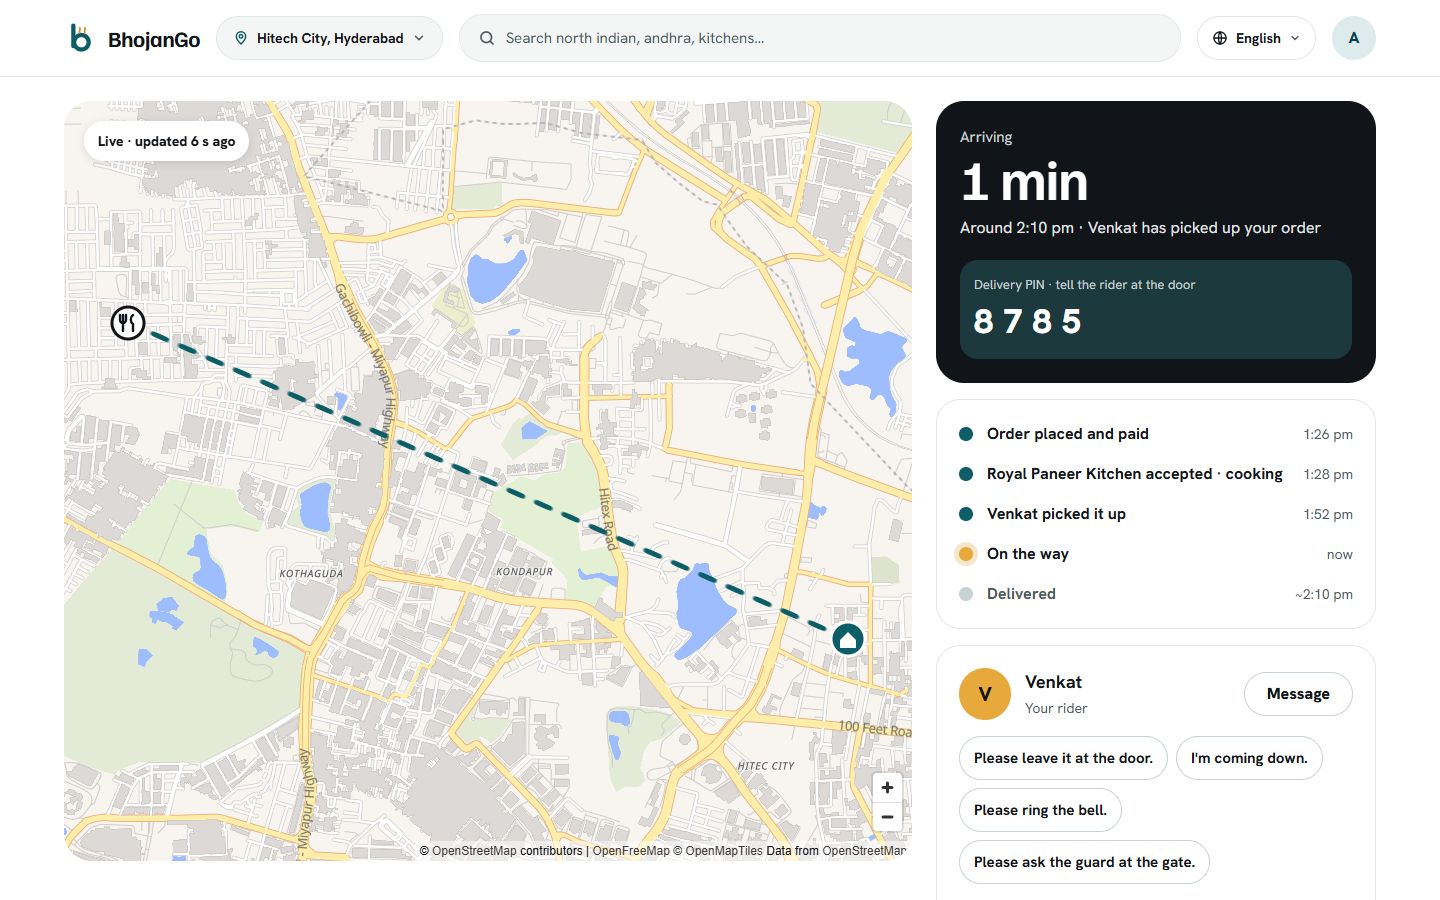 BhojanGo
Hitech City, Hyderabad
Search north indian, andhra, kitchens...
English
A
Live · updated 6 s ago
Gachibowli - Miyapur Highway
Hitex Road
KOTHAGUDA
KONDAPUR
100 Feet Roa
HITEC CITY
- Miyapur Highway
+
−
© OpenStreetMap contributors | OpenFreeMap © OpenMapTiles Data from OpenStreetMap
Arriving
1 min
Around 2:10 pm · Venkat has picked up your order
Delivery PIN · tell the rider at the door
8 7 8 5
Order placed and paid 1:26 pm
Royal Paneer Kitchen accepted · cooking 1:28 pm
Venkat picked it up 1:52 pm
On the way now
Delivered ~2:10 pm
V
Venkat
Your rider
Message
Please leave it at the door.
I'm coming down.
Please ring the bell.
Please ask the guard at the gate.